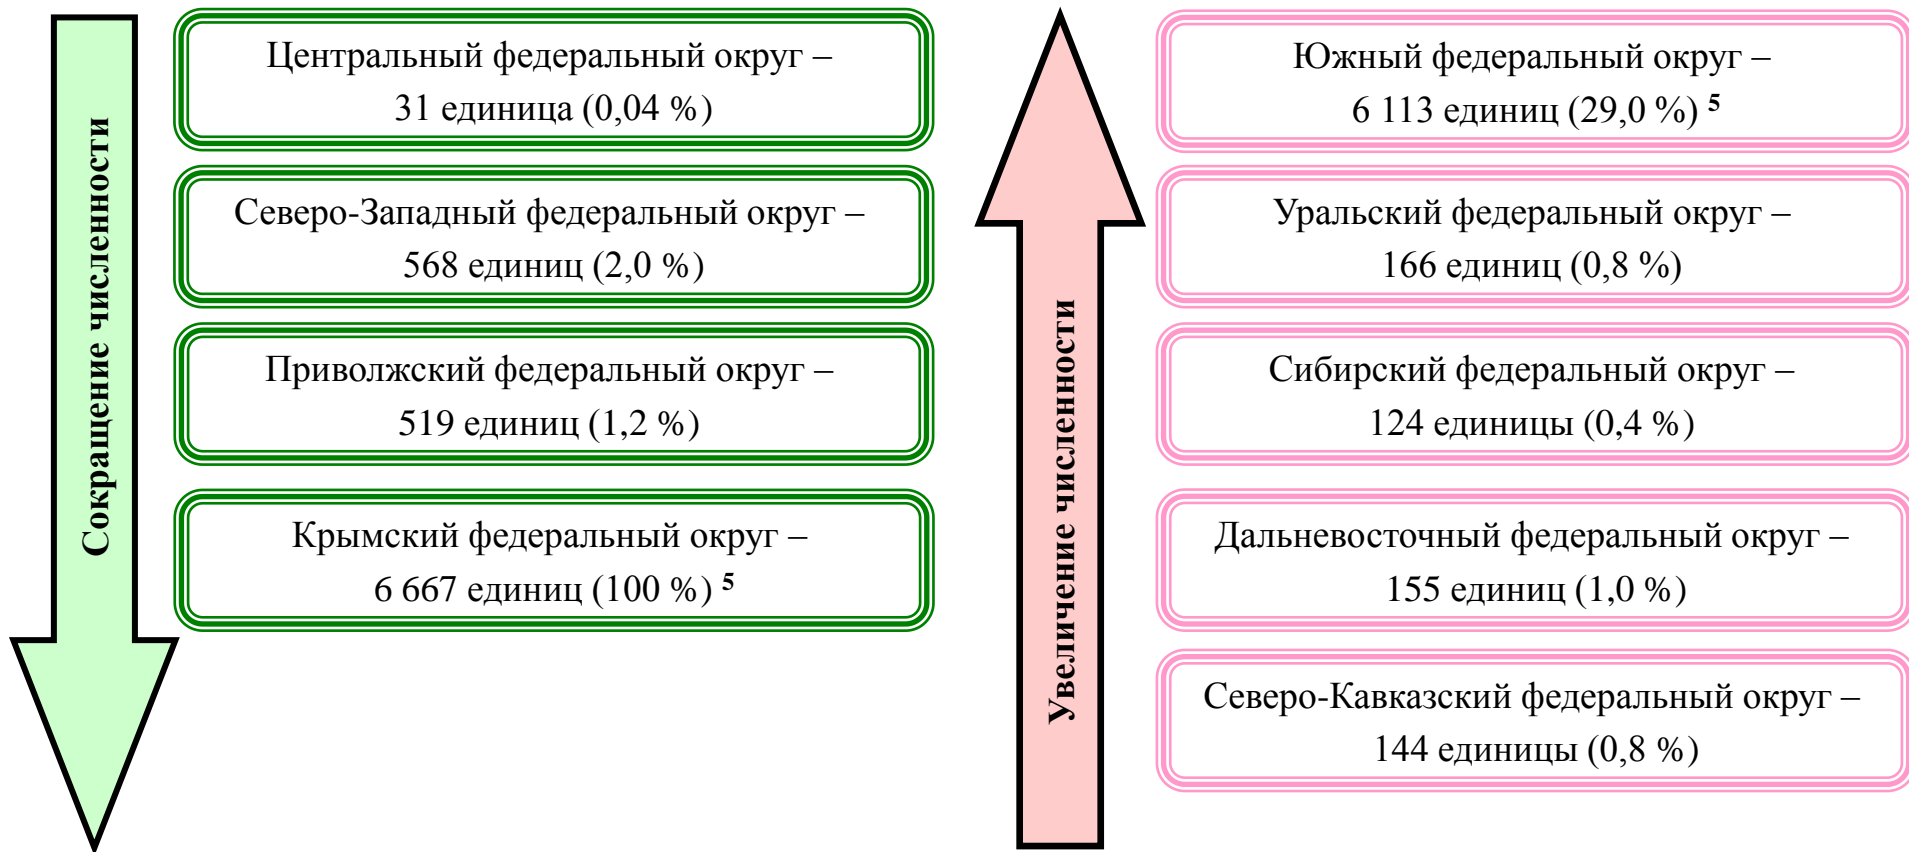 Сокращение численности
Центральный федеральный округ –
31 единица (0,04 %)
Северо-Западный федеральный округ –
568 единиц (2,0 %)
Приволжский федеральный округ –
519 единиц (1,2 %)
Крымский федеральный округ –
6 667 единиц (100 %) ⁵
Увеличение численности
Южный федеральный округ –
6 113 единиц (29,0 %) ⁵
Уральский федеральный округ –
166 единиц (0,8 %)
Сибирский федеральный округ –
124 единицы (0,4 %)
Дальневосточный федеральный округ –
155 единиц (1,0 %)
Северо-Кавказский федеральный округ –
144 единицы (0,8 %)